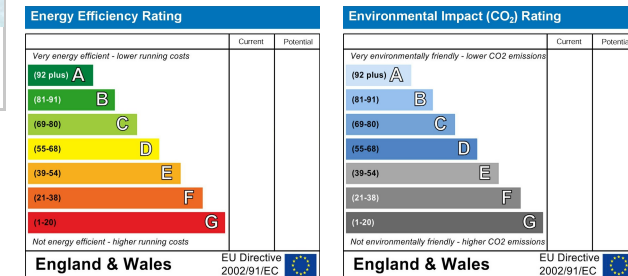 Energy Efficiency Rating
Current Potential
Very energy efficient - lower running costs
(92 plus) A
(81-91) B
(69-80) C
(55-68) D
(39-54) E
(21-38) F
(1-20) G
Not energy efficient - higher running costs
England & Wales
EU Directive
2002/91/EC
Environmental Impact (CO₂) Rating
Current Potential
Very environmentally friendly - lower CO2 emissions
(92 plus) A
(81-91) B
(69-80) C
(55-68) D
(39-54) E
(21-38) F
(1-20) G
Not environmentally friendly - higher CO2 emissions
England & Wales
EU Directive
2002/91/EC